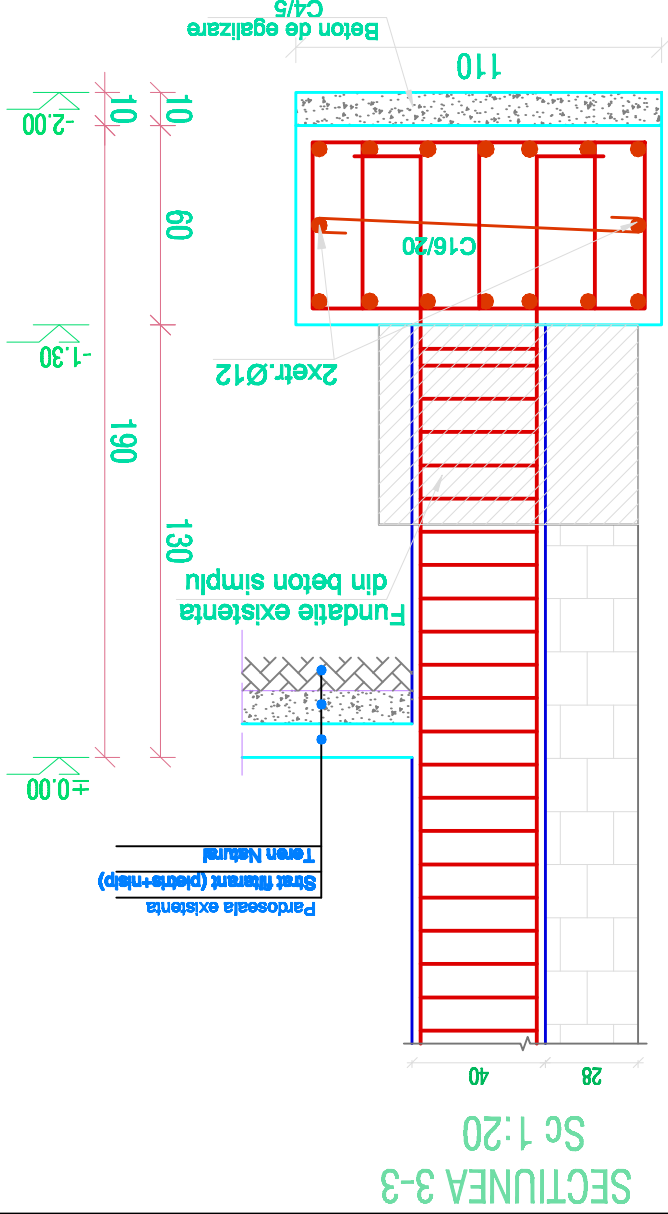 SECTIUNEA 3-3
Sc 1:20
28
40
Pardoseala existenta
Strat filtarant (pietris+nisip)
Teren Natural
±0.00
Fundatie existenta
din beton simplu
130
190
2xetr.Ø12
-1.30
C16/20
60
10
10
-2.00
110
Beton de egalizare
C4/5